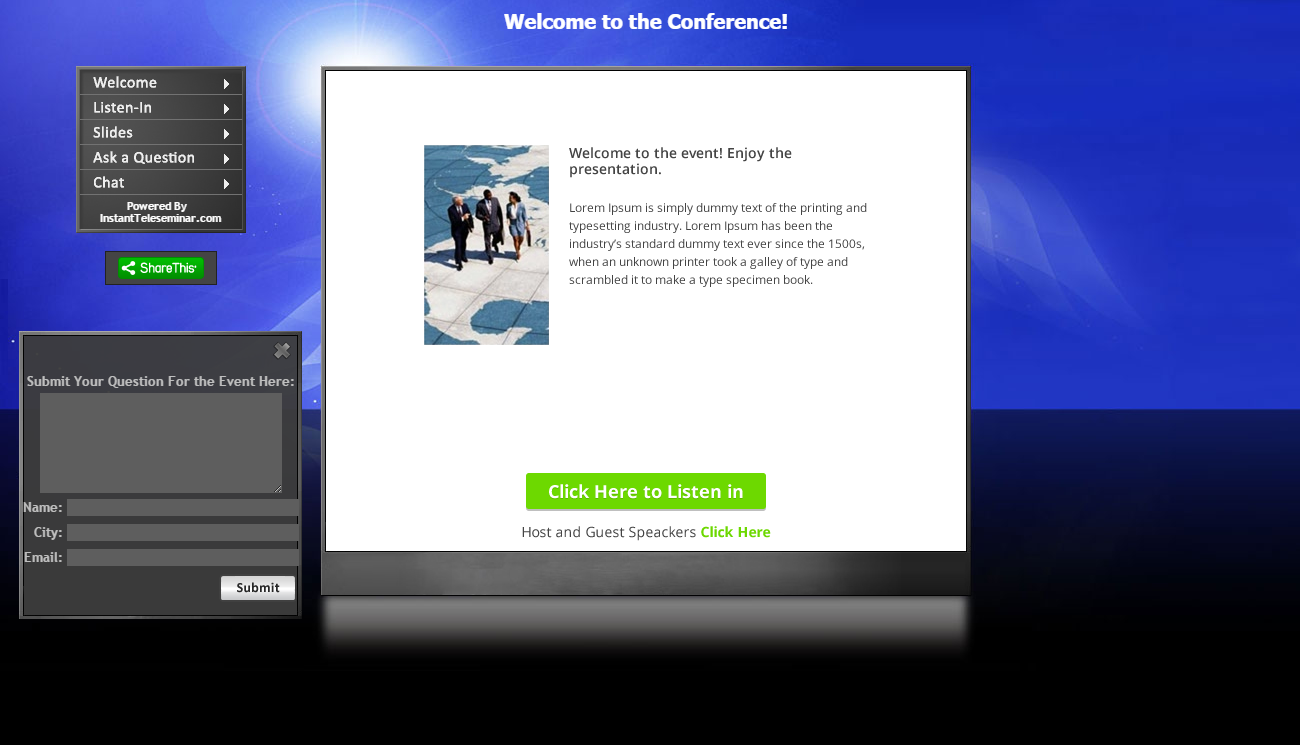 Welcome to the Conference!
Welcome
Listen-In
Slides
Ask a Question
Chat
Powered By
InstantTeleseminar.com
ShareThis
Submit Your Question For the Event Here:
Name:
City:
Email:
Submit
Welcome to the event! Enjoy the
presentation.
Lorem Ipsum is simply dummy text of the printing and
typesetting industry. Lorem Ipsum has been the
industry's standard dummy text ever since the 1500s,
when an unknown printer took a galley of type and
scrambled it to make a type specimen book.
Click Here to Listen in
Host and Guest Speackers Click Here